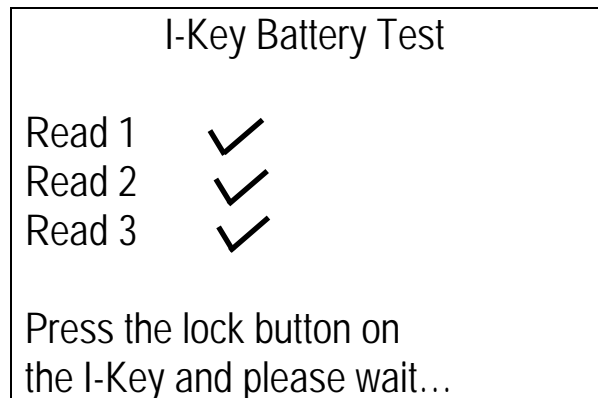 I-Key Battery Test
Read 1 ✓
Read 2 ✓
Read 3 ✓
Press the lock button on
the I-Key and please wait…